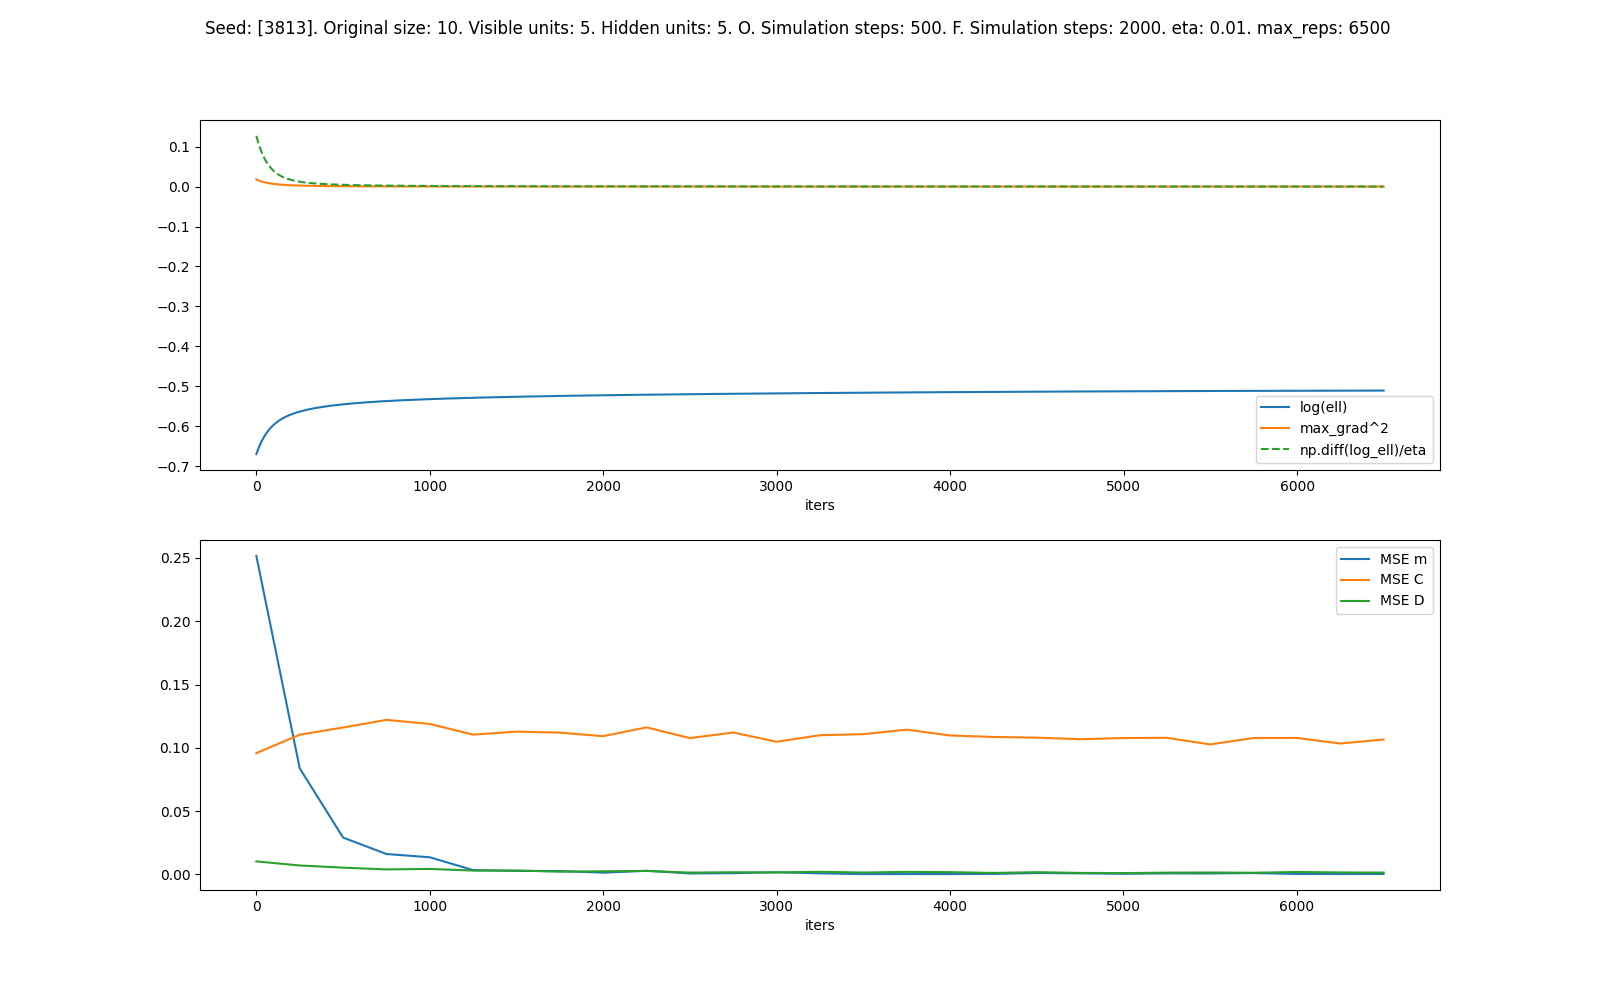 Seed: [3813]. Original size: 10. Visible units: 5. Hidden units: 5. O. Simulation steps: 500. F. Simulation steps: 2000. eta: 0.01. max_reps: 6500
0.1
0.0
−0.1
−0.2
−0.3
−0.4
−0.5
−0.6
−0.7
log(ell)
max_grad^2
np.diff(log_ell)/eta
0 1000 2000 3000 4000 5000 6000
iters
0.25
0.20
0.15
0.10
0.05
0.00
MSE m
MSE C
MSE D
0 1000 2000 3000 4000 5000 6000
iters